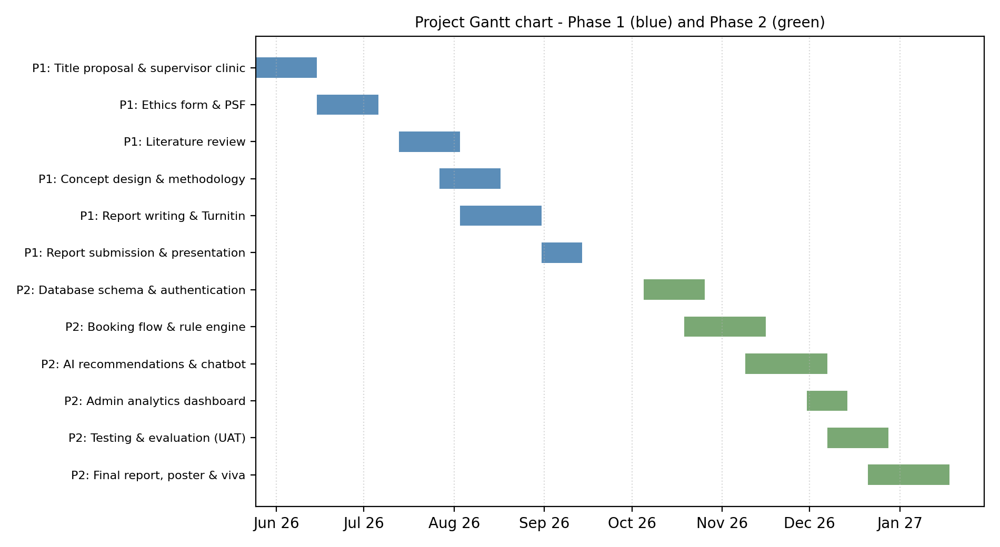 Project Gantt chart - Phase 1 (blue) and Phase 2 (green)
P1: Title proposal & supervisor clinic
P1: Ethics form & PSF
P1: Literature review
P1: Concept design & methodology
P1: Report writing & Turnitin
P1: Report submission & presentation
P2: Database schema & authentication
P2: Booking flow & rule engine
P2: AI recommendations & chatbot
P2: Admin analytics dashboard
P2: Testing & evaluation (UAT)
P2: Final report, poster & viva
Jun 26 Jul 26 Aug 26 Sep 26 Oct 26 Nov 26 Dec 26 Jan 27